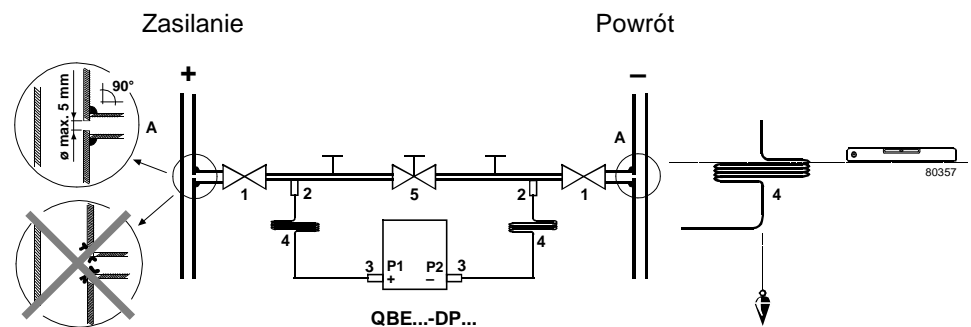 Zasilanie
Powrót
+
–
ø max. 5 mm
90°
A
A
1
2
5
2
1
80357
4
4
4
3
P1
+
P2
–
3
QBE...-DP...